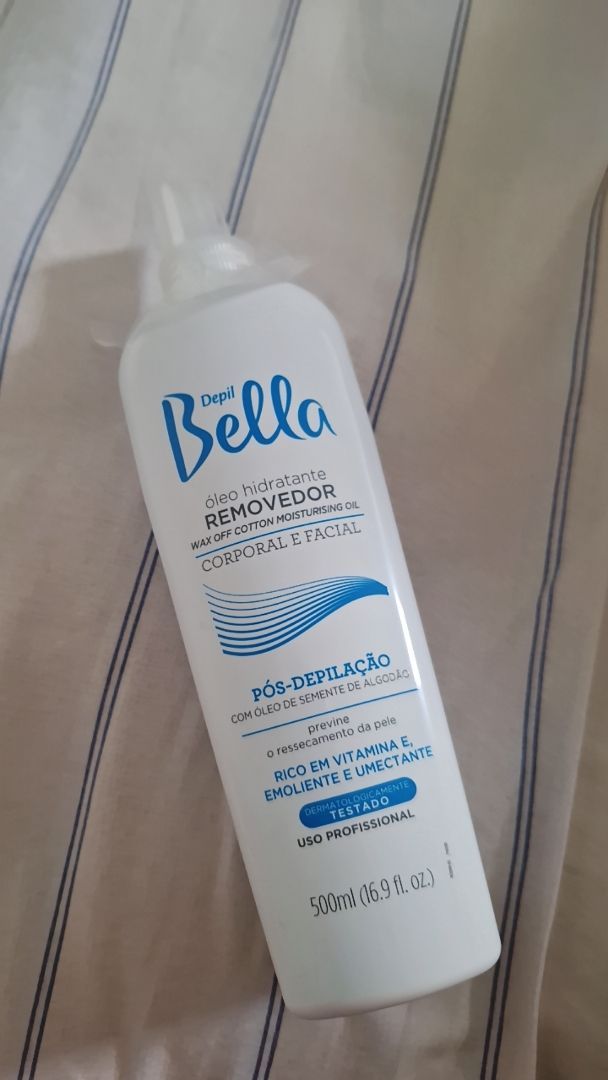 Depil
Bella
óleo hidratante
REMOVEDOR
WAX OFF COTTON MOISTURISING OIL
CORPORAL E FACIAL
PÓS-DEPILAÇÃO
COM ÓLEO DE SEMENTE DE ALGODÃO
previne
o ressecamento da pele
RICO EM VITAMINA E,
EMOLIENTE E UMECTANTE
DERMATOLOGICAMENTE
TESTADO
USO PROFISSIONAL
500ml (16.9 fl. oz.)